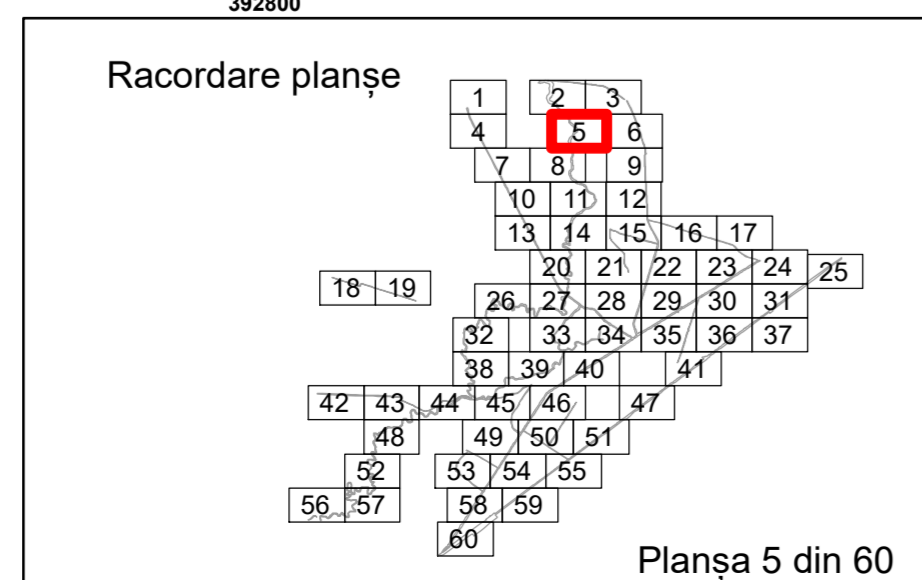 392800
Racordare planșe
1 2 3
4 5 6
7 8 9
10 11 12
13 14 15 16 17
20 21 22 23 24 25
18 19
26 27 28 29 30 31
32 33 34 35 36 37
38 39 40 41
42 43 44 45 46 47
48 49 50 51
52 53 54 55
56 57 58 59
60
Planșa 5 din 60